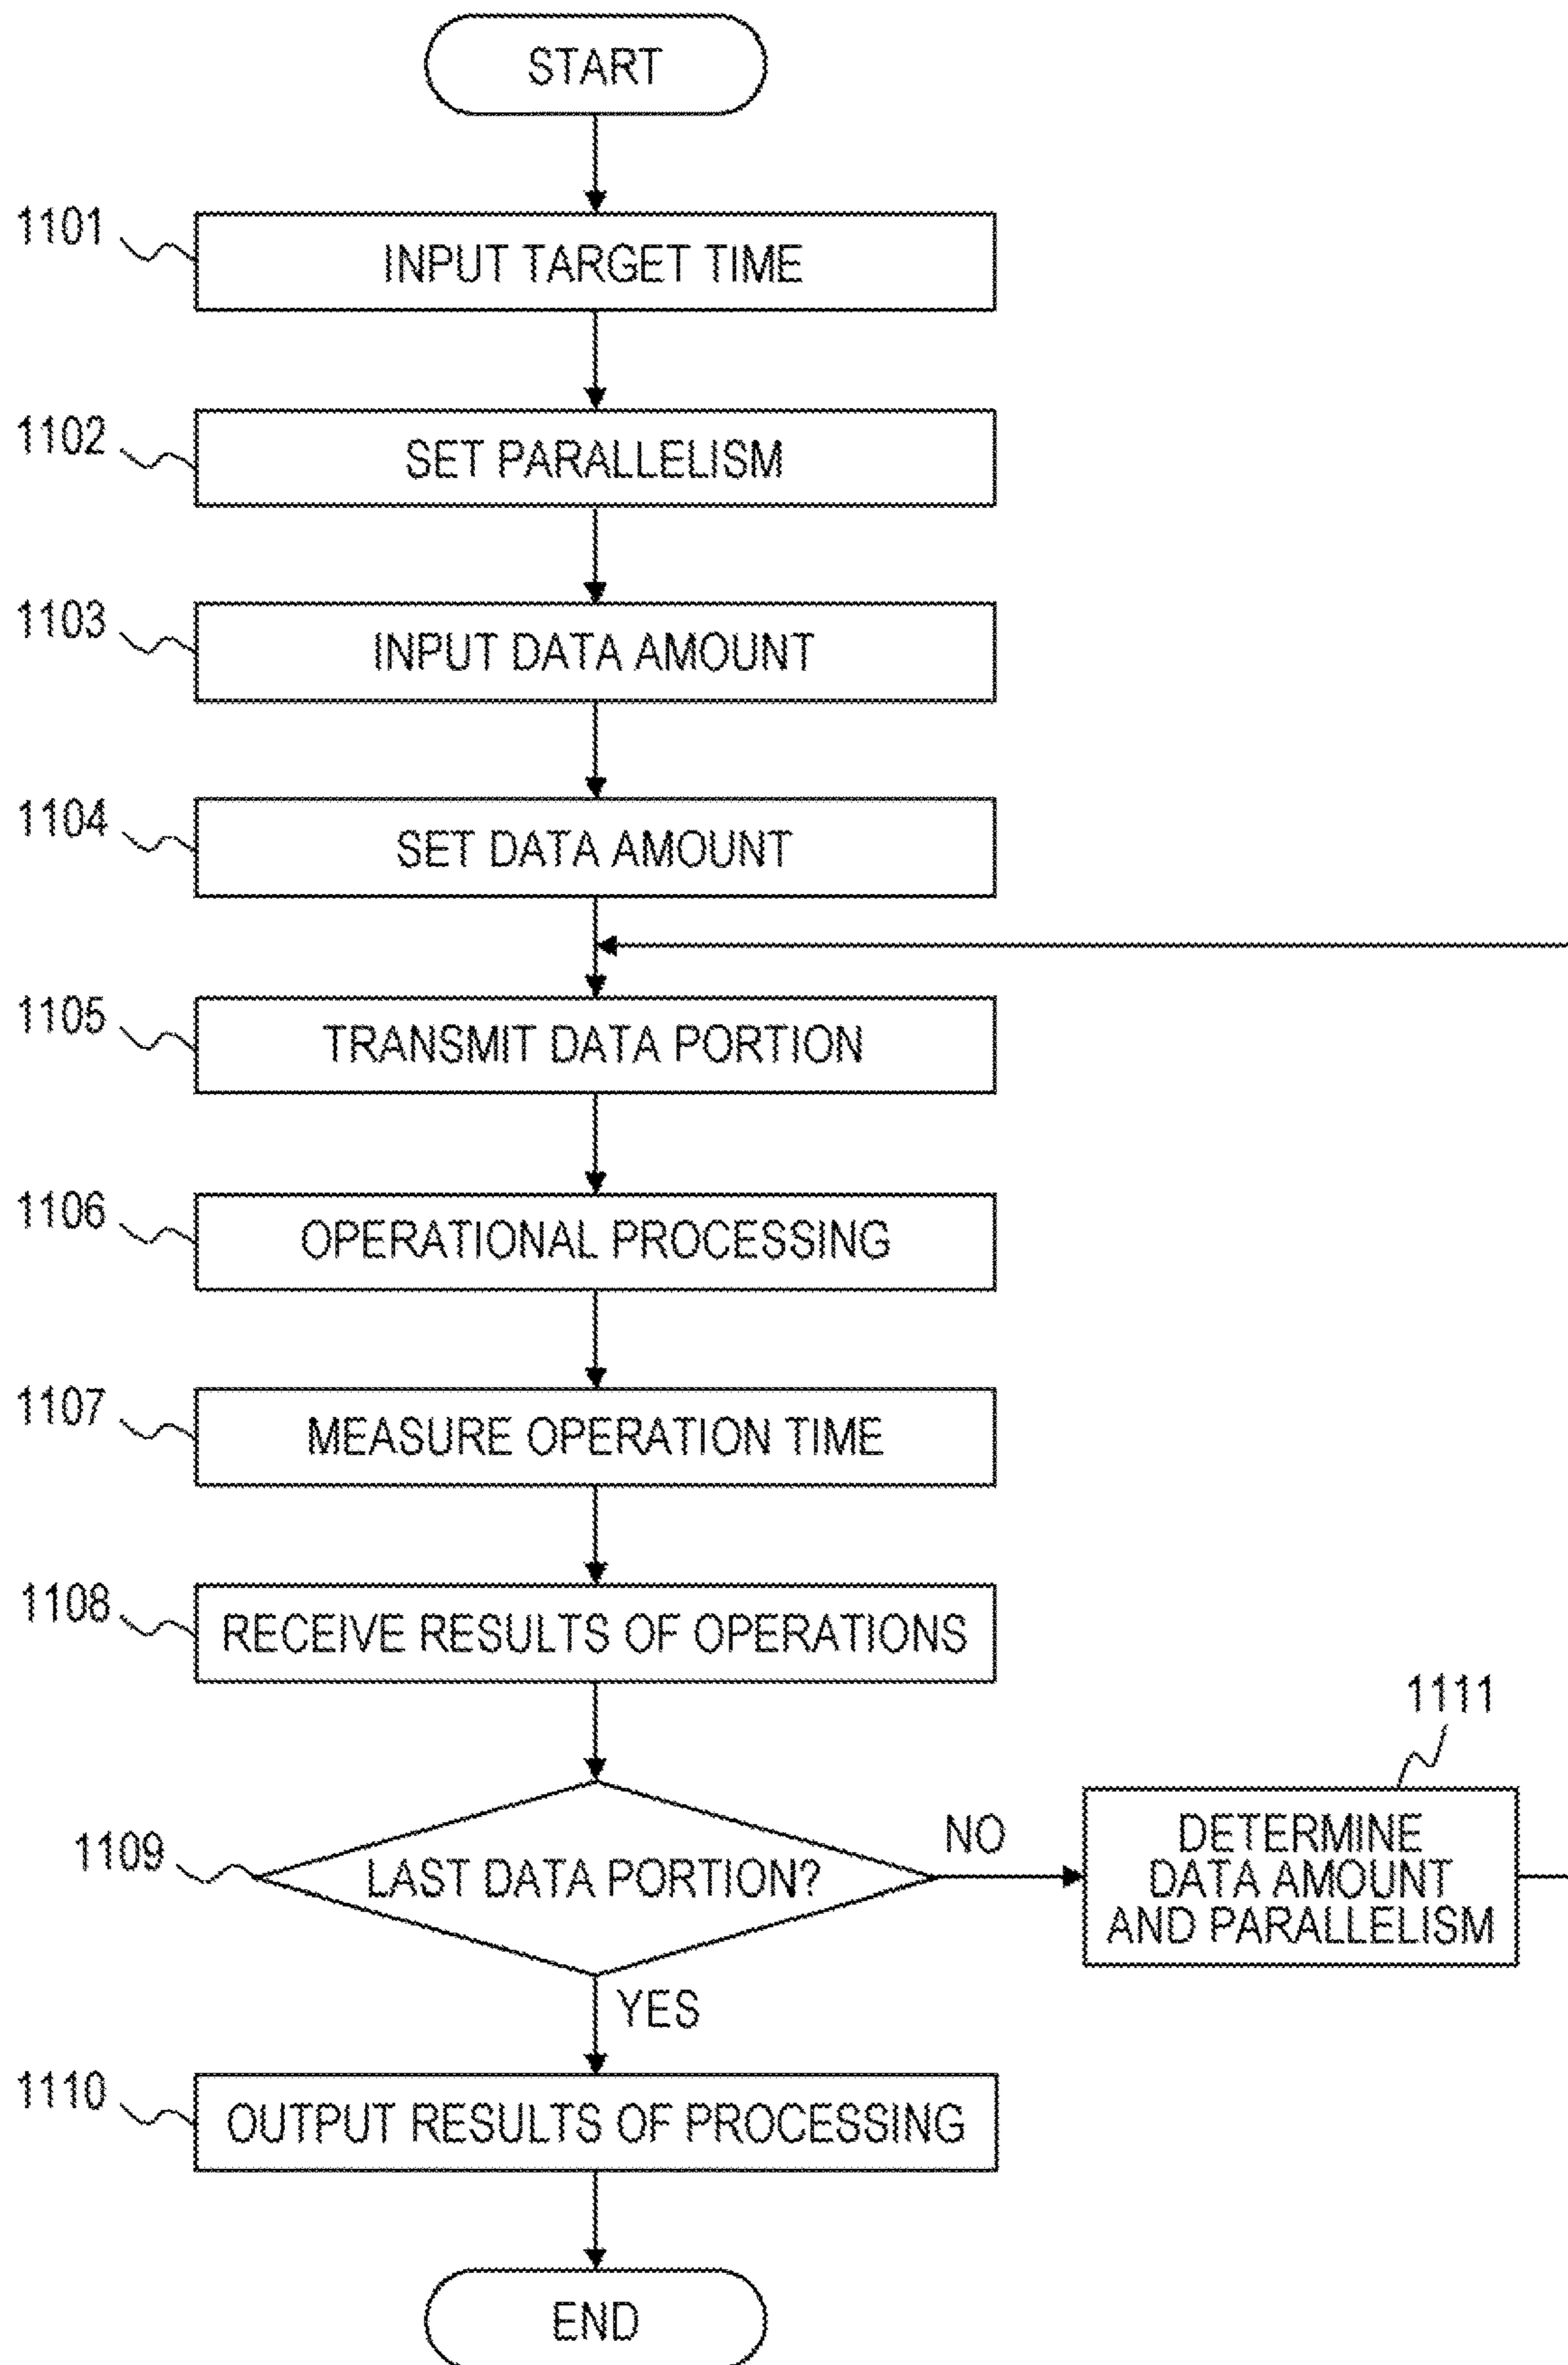 START
1101
INPUT TARGET TIME
1102
SET PARALLELISM
1103
INPUT DATA AMOUNT
1104
SET DATA AMOUNT
1105
TRANSMIT DATA PORTION
1106
OPERATIONAL PROCESSING
1107
MEASURE OPERATION TIME
1108
RECEIVE RESULTS OF OPERATIONS
1109
LAST DATA PORTION?
NO
1111
DETERMINE
DATA AMOUNT
AND PARALLELISM
YES
1110
OUTPUT RESULTS OF PROCESSING
END